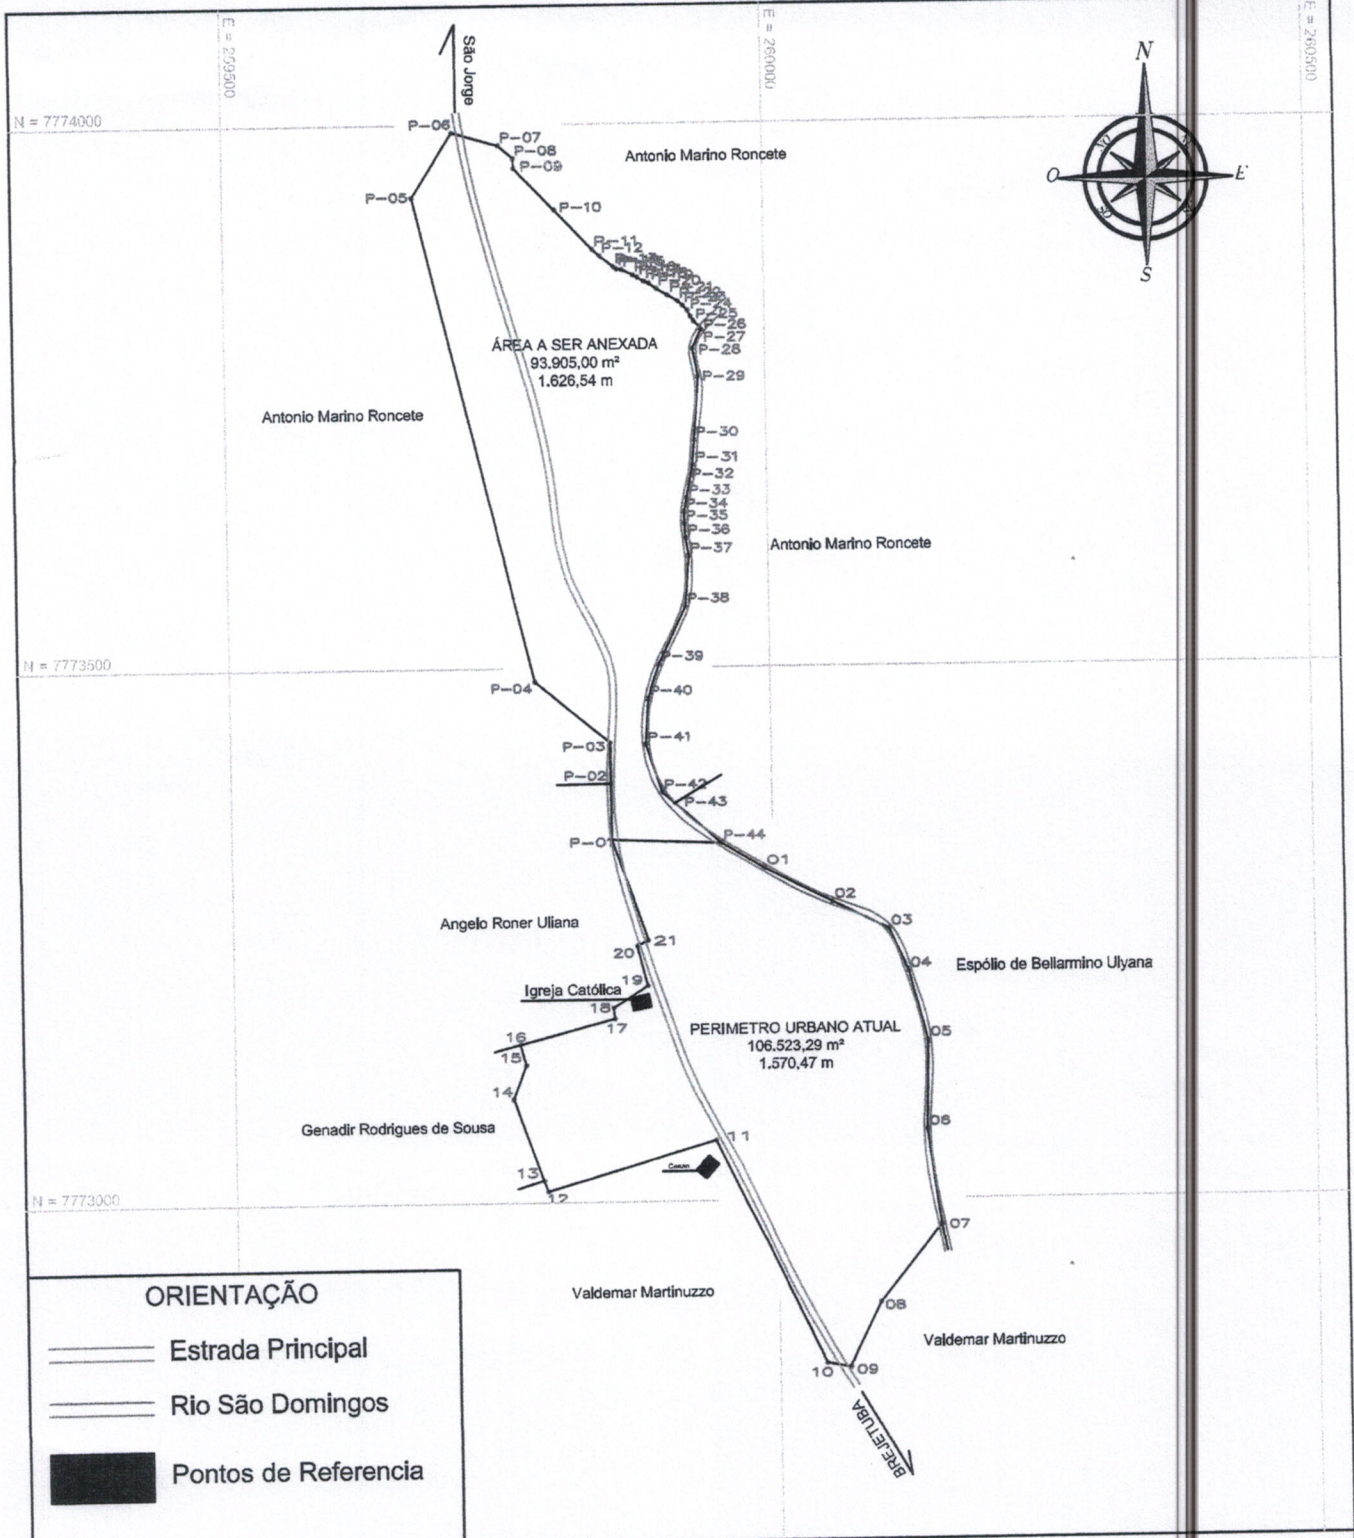 E = 259500
E = 260000
E = 260500
São Jorge
N
O
E
S
NO
N = 7774000
P-06
P-07
P-08
P-09
Antonio Marino Roncete
P-05
P-10
P-11
P-12
P-24
P-25
P-26
P-27
P-28
P-29
ÁREA A SER ANEXADA
93.905,00 m²
1.626,54 m
Antonio Marino Roncete
P-30
P-31
P-32
P-33
P-34
P-35
P-36
P-37
Antonio Marino Roncete
P-38
P-39
N = 7773500
P-04
P-40
P-41
P-03
P-02
P-42
P-43
P-44
P-01
01
02
03
Angelo Roner Uliana
21
20
04
Espólio de Bellarmino Ulyana
19
Igreja Católica
18
17
PERIMETRO URBANO ATUAL
106.523,29 m²
1.570,47 m
05
16
15
14
06
Genadir Rodrigues de Sousa
11
13
12
N = 7773000
07
Valdemar Martinuzzo
08
Valdemar Martinuzzo
10
09
BREJETUBA
ORIENTAÇÃO
Estrada Principal
Rio São Domingos
Pontos de Referencia